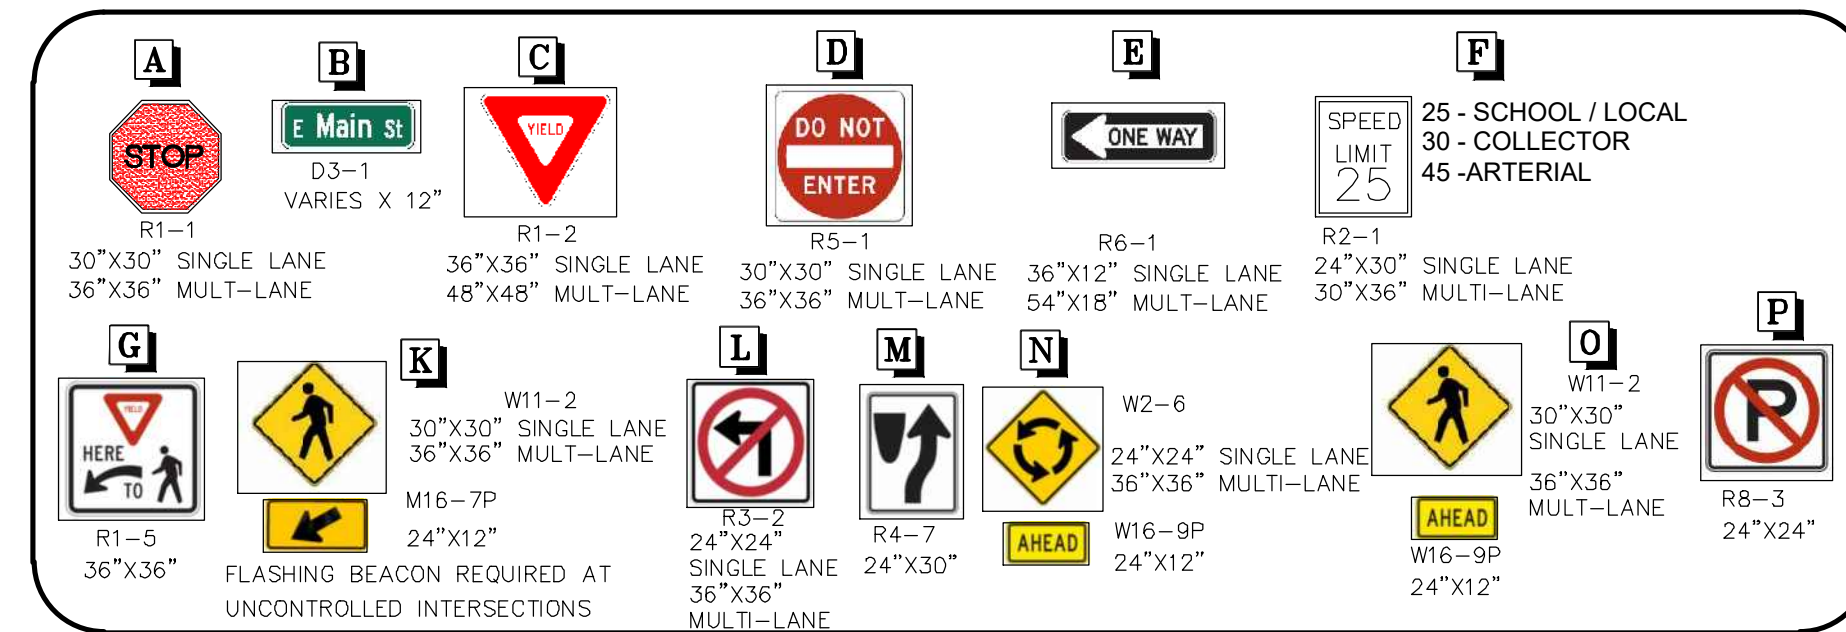 A
STOP
R1-1
30"X30" SINGLE LANE
36"X36" MULT-LANE
B
E Main St
D3-1
VARIES X 12"
C
YIELD
R1-2
36"X36" SINGLE LANE
48"X48" MULT-LANE
D
DO NOT
ENTER
R5-1
30"X30" SINGLE LANE
36"X36" MULT-LANE
E
ONE WAY
R6-1
36"X12" SINGLE LANE
54"X18" MULT-LANE
F
SPEED
LIMIT
25
25 - SCHOOL / LOCAL
30 - COLLECTOR
45 -ARTERIAL
R2-1
24"X30" SINGLE LANE
30"X36" MULTI-LANE
G
YIELD
HERE
TO
R1-5
36"X36"
K
W11-2
30"X30" SINGLE LANE
36"X36" MULT-LANE
M16-7P
24"X12"
FLASHING BEACON REQUIRED AT
UNCONTROLLED INTERSECTIONS
L
R3-2
24"X24"
SINGLE LANE
36"X36"
MULTI-LANE
M
R4-7
24"X30"
N
W2-6
24"X24" SINGLE LANE
36"X36" MULTI-LANE
AHEAD
W16-9P
24"X12"
O
W11-2
30"X30"
SINGLE LANE
36"X36"
MULT-LANE
AHEAD
W16-9P
24"X12"
P
P
R8-3
24"X24"